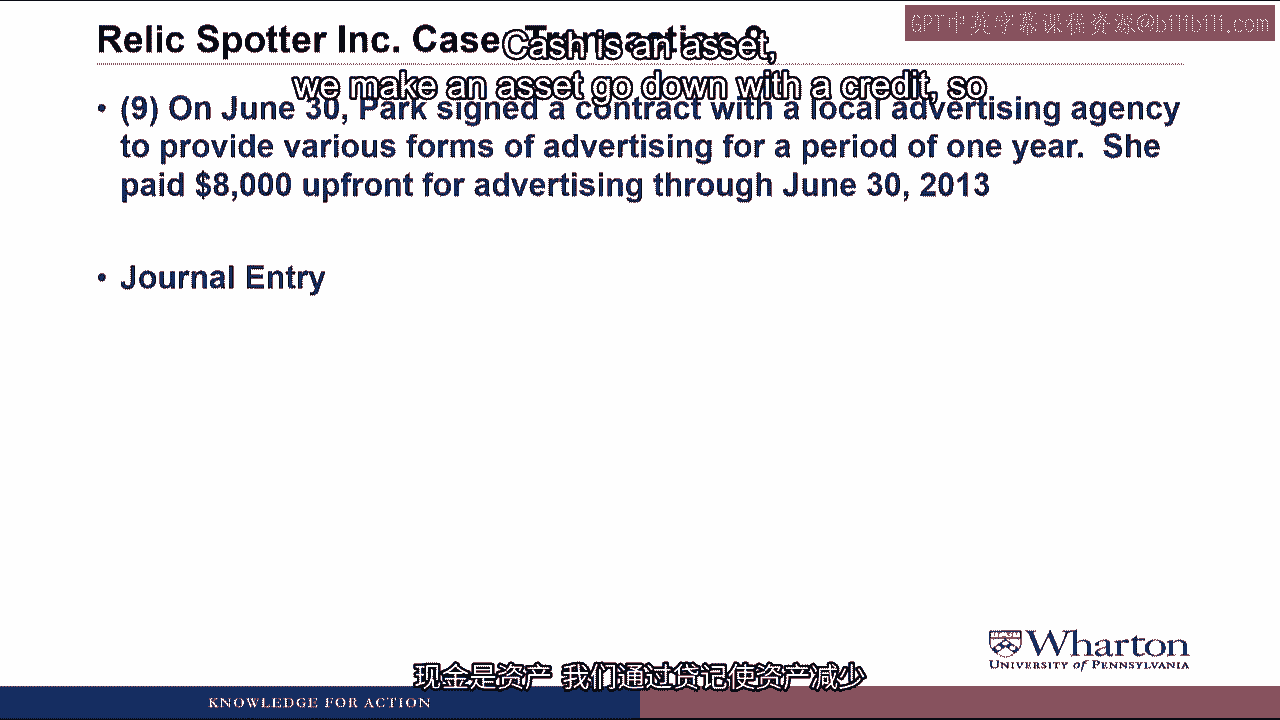 GPT中英字幕课程资源@bilibili.com
Relic Spotter Inc. Case: Transaction 9
Cash is an asset,
we make an asset go down with a credit, so
• (9) On June 30, Park signed a contract with a local advertising agency
to provide various forms of advertising for a period of one year. She
paid $8,000 upfront for advertising through June 30, 2013
• Journal Entry
Wharton
UNIVERSITY of PENNSYLVANIA
现金是资产 我们通过贷记使资产减少
KNOWLEDGE FOR ACTION